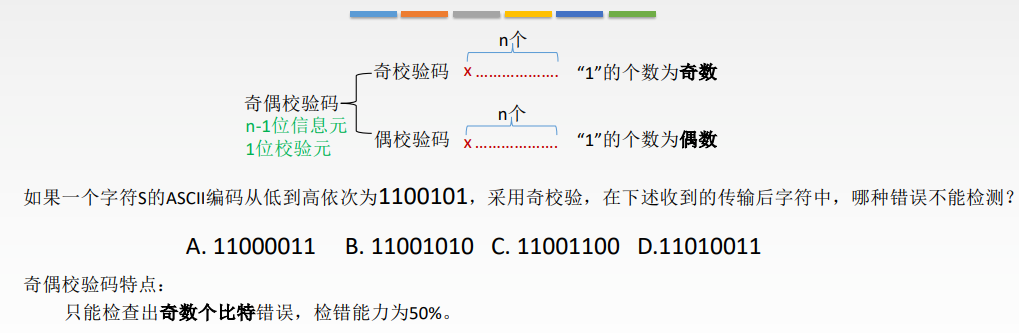 n个
奇校验码 x ................... “1”的个数为奇数
奇偶校验码
n个
n-1位信息元
偶校验码 x ................... “1”的个数为偶数
1位校验元
如果一个字符S的ASCII编码从低到高依次为1100101，采用奇校验，在下述收到的传输后字符中，哪种错误不能检测？
A. 11000011 B. 11001010 C. 11001100 D.11010011
奇偶校验码特点：
只能检查出奇数个比特错误，检错能力为50%。